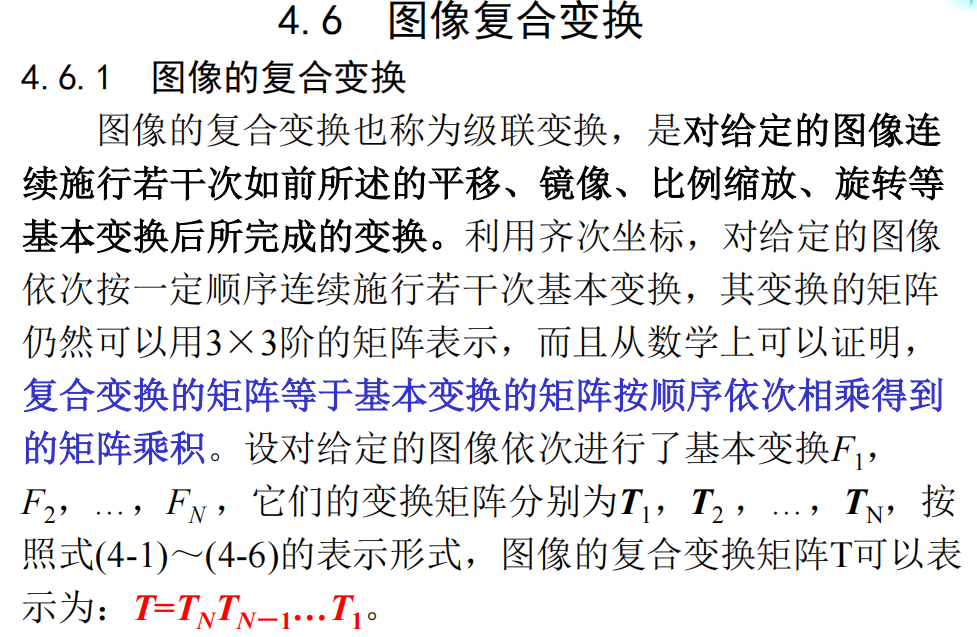 4.6 图像复合变换
4.6.1 图像的复合变换
图像的复合变换也称为级联变换，是对给定的图像连
续施行若干次如前所述的平移、镜像、比例缩放、旋转等
基本变换后所完成的变换。利用齐次坐标，对给定的图像
依次按一定顺序连续施行若干次基本变换，其变换的矩阵
仍然可以用3×3阶的矩阵表示，而且从数学上可以证明，
复合变换的矩阵等于基本变换的矩阵按顺序依次相乘得到
的矩阵乘积。设对给定的图像依次进行了基本变换F₁，
F₂，…，F_N，它们的变换矩阵分别为T₁，T₂，…，T_N，按
照式(4-1)～(4-6)的表示形式，图像的复合变换矩阵T可以表
示为：T=T_NT_{N－1}…T₁。